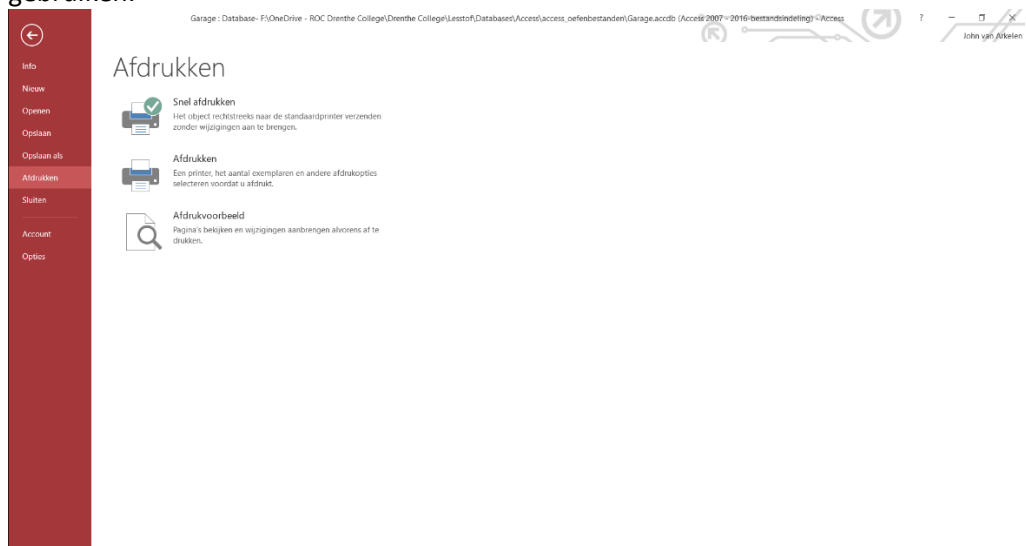 gebruiken.
Garage : Database- F:\OneDrive - ROC Drenthe College\Drenthe College\Lesstof\Databases\Access\access_oefenbestanden\Garage.accdb (Access 2007 - 2016-bestandsindeling) - Access
?
John van Arkelen
Info
Nieuw
Openen
Opslaan
Opslaan als
Afdrukken
Sluiten
Account
Opties
Afdrukken
Snel afdrukken
Het object rechtstreeks naar de standaardprinter verzenden
zonder wijzigingen aan te brengen.
Afdrukken
Een printer, het aantal exemplaren en andere afdrukopties
selecteren voordat u afdrukt.
Afdrukvoorbeeld
Pagina's bekijken en wijzigingen aanbrengen alvorens af te
drukken.